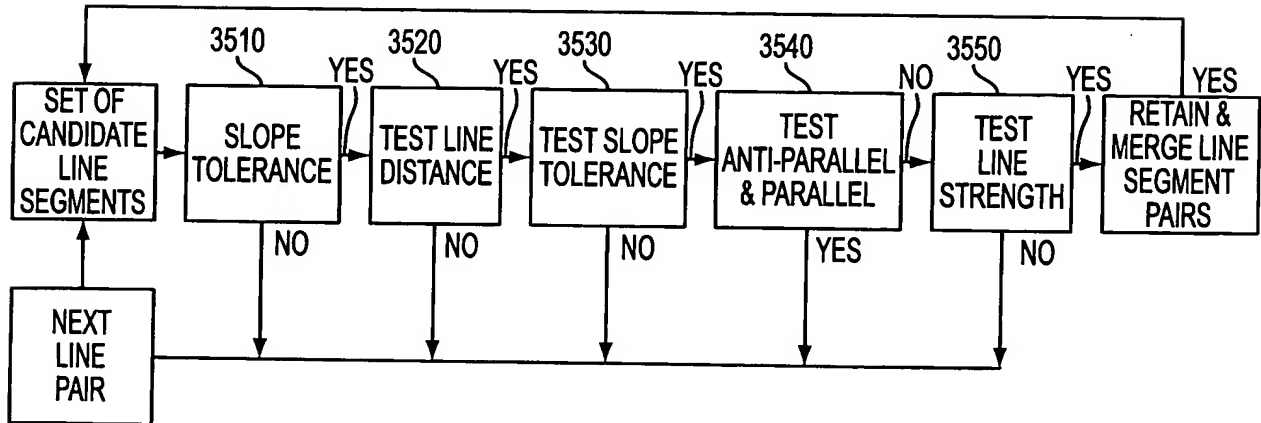 3510
3520
3530
3540
3550
YES
YES
YES
NO
YES
YES
SET OF
CANDIDATE
LINE
SEGMENTS
SLOPE
TOLERANCE
TEST LINE
DISTANCE
TEST SLOPE
TOLERANCE
TEST
ANTI-PARALLEL
& PARALLEL
TEST
LINE
STRENGTH
RETAIN &
MERGE LINE
SEGMENT
PAIRS
NO
NO
NO
YES
NO
NEXT
LINE
PAIR